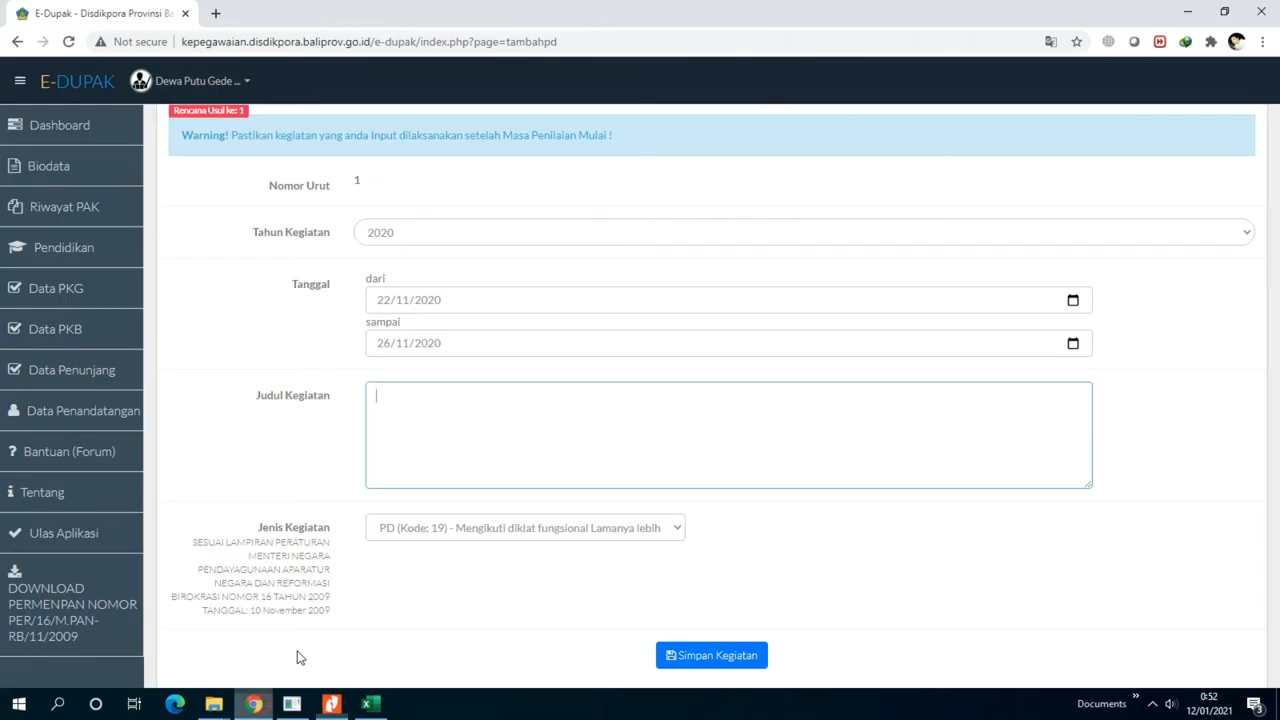 E-Dupak - Disdikpora Provinsi Ba
Not secure
kepegawaian.disdikpora.baliprov.go.id/e-dupak/index.php?page=tambahpd
E-DUPAK
Dewa Putu Gede ...
Dashboard
Biodata
Riwayat PAK
Pendidikan
Data PKG
Data PKB
Data Penunjang
Data Penandatangan
? Bantuan (Forum)
Tentang
Ulas Aplikasi
DOWNLOAD
PERMENPAN NOMOR
PER/16/M.PAN-
RB/11/2009
Rencana Usul ke: 1
Warning! Pastikan kegiatan yang anda Input dilaksanakan setelah Masa Penilaian Mulai !
Nomor Urut 1
Tahun Kegiatan 2020
Tanggal dari
22/11/2020
sampai
26/11/2020
Judul Kegiatan
Jenis Kegiatan PD (Kode: 19) - Mengikuti diklat fungsional Lamanya lebih
SESUAI LAMPIRAN PERATURAN
MENTERI NEGARA
PENDAYAGUNAAN APARATUR
NEGARA DAN REFORMASI
BIROKRASI NOMOR 16 TAHUN 2009
TANGGAL: 10 November 2009
Simpan Kegiatan
Documents
0:52
12/01/2021
3